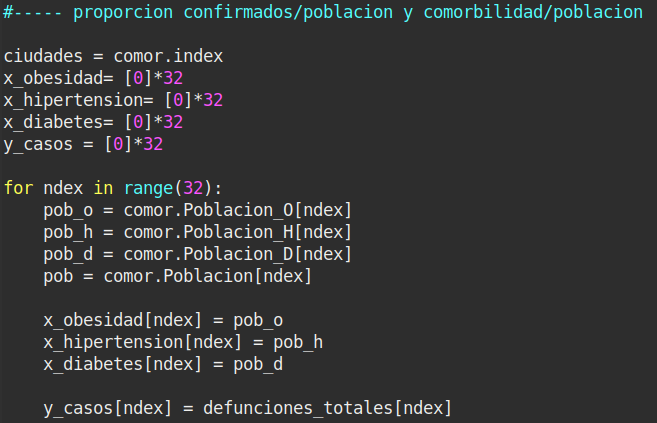 #----- proporcion confirmados/poblacion y comorbilidad/poblacion
ciudades = comor.index
x_obesidad= [0]*32
x_hipertension= [0]*32
x_diabetes= [0]*32
y_casos = [0]*32
for ndex in range(32):
    pob_o = comor.Poblacion_O[ndex]
    pob_h = comor.Poblacion_H[ndex]
    pob_d = comor.Poblacion_D[ndex]
    pob = comor.Poblacion[ndex]
    x_obesidad[ndex] = pob_o
    x_hipertension[ndex] = pob_h
    x_diabetes[ndex] = pob_d
    y_casos[ndex] = defunciones_totales[ndex]